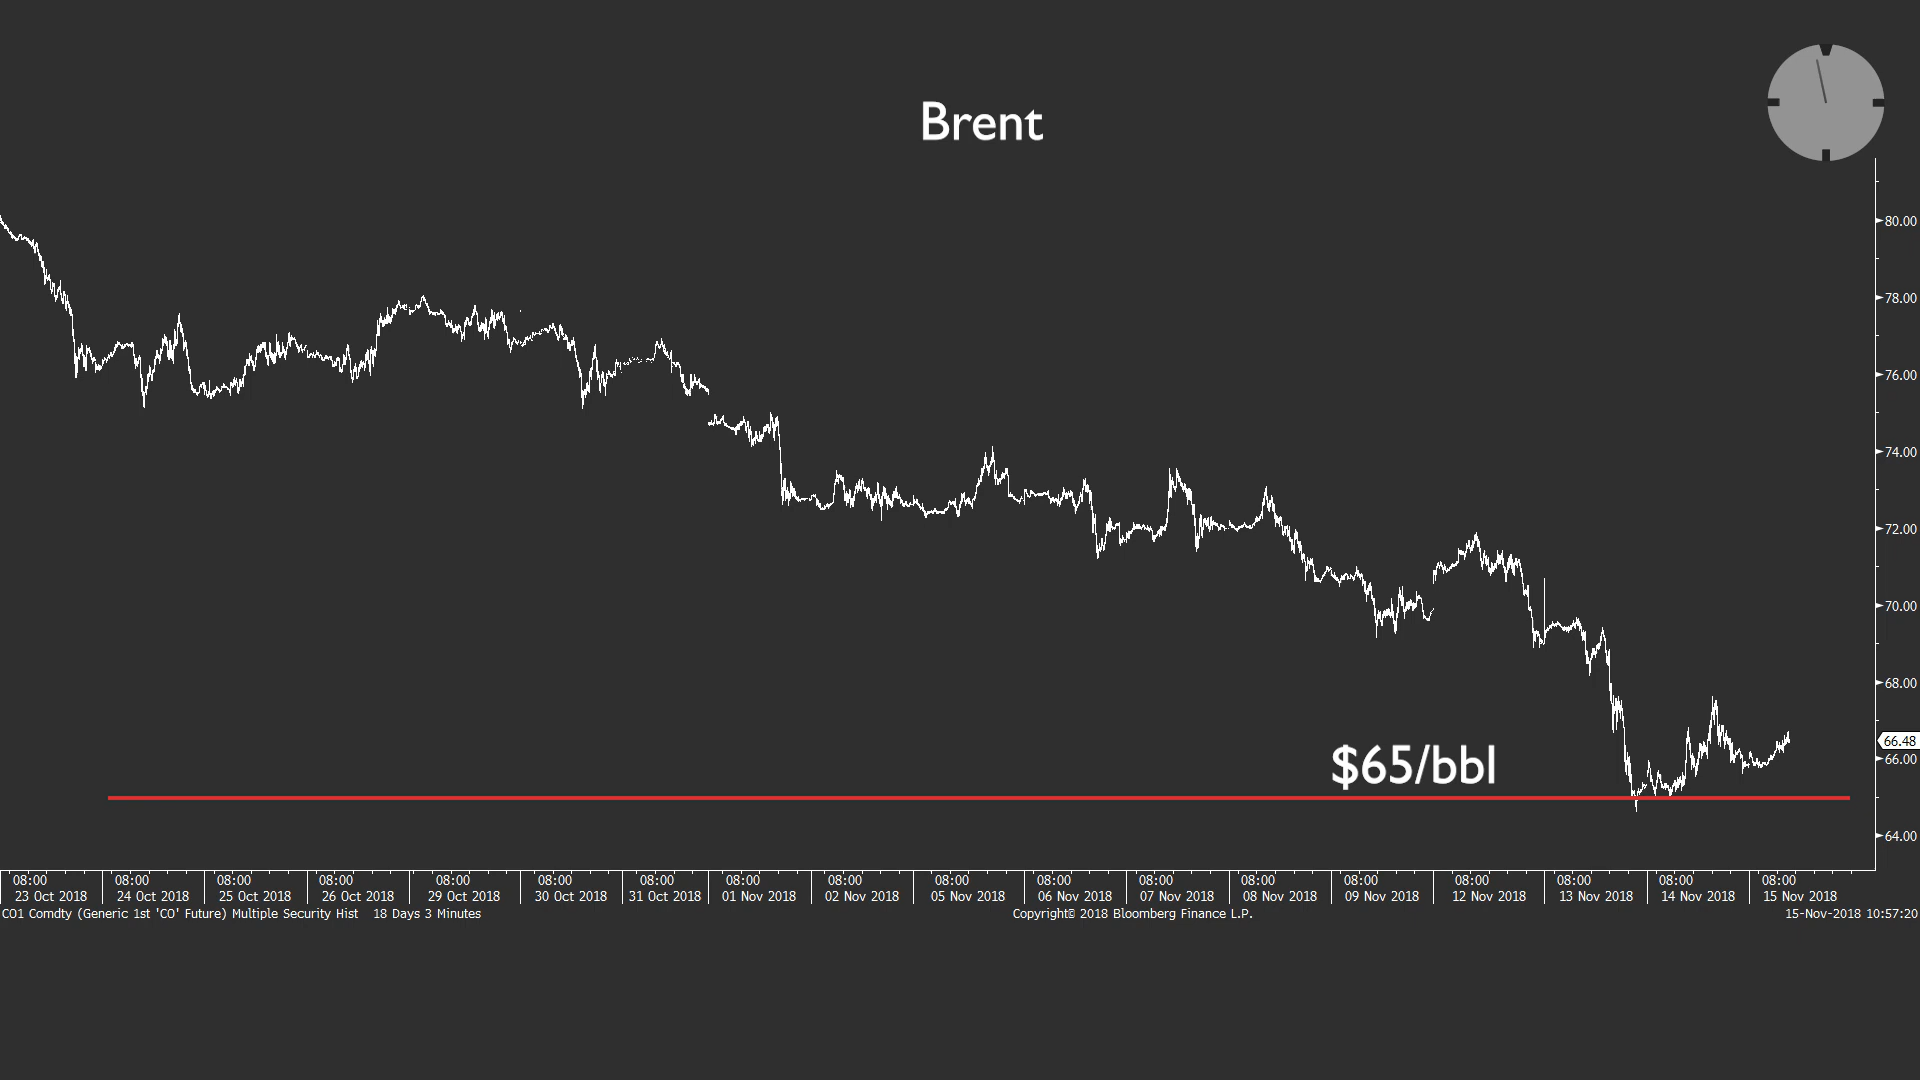 Brent
80.00
78.00
76.00
74.00
72.00
70.00
68.00
66.48
66.00
64.00
$65/bbl
08:00 08:00 08:00 08:00 08:00 08:00 08:00 08:00 08:00 08:00 08:00 08:00 08:00 08:00 08:00 08:00 08:00 08:00
23 Oct 2018 24 Oct 2018 25 Oct 2018 26 Oct 2018 29 Oct 2018 30 Oct 2018 31 Oct 2018 01 Nov 2018 02 Nov 2018 05 Nov 2018 06 Nov 2018 07 Nov 2018 08 Nov 2018 09 Nov 2018 12 Nov 2018 13 Nov 2018 14 Nov 2018 15 Nov 2018
CO1 Comdty (Generic 1st 'CO' Future) Multiple Security Hist 18 Days 3 Minutes Copyright© 2018 Bloomberg Finance L.P. 15-Nov-2018 10:57:20